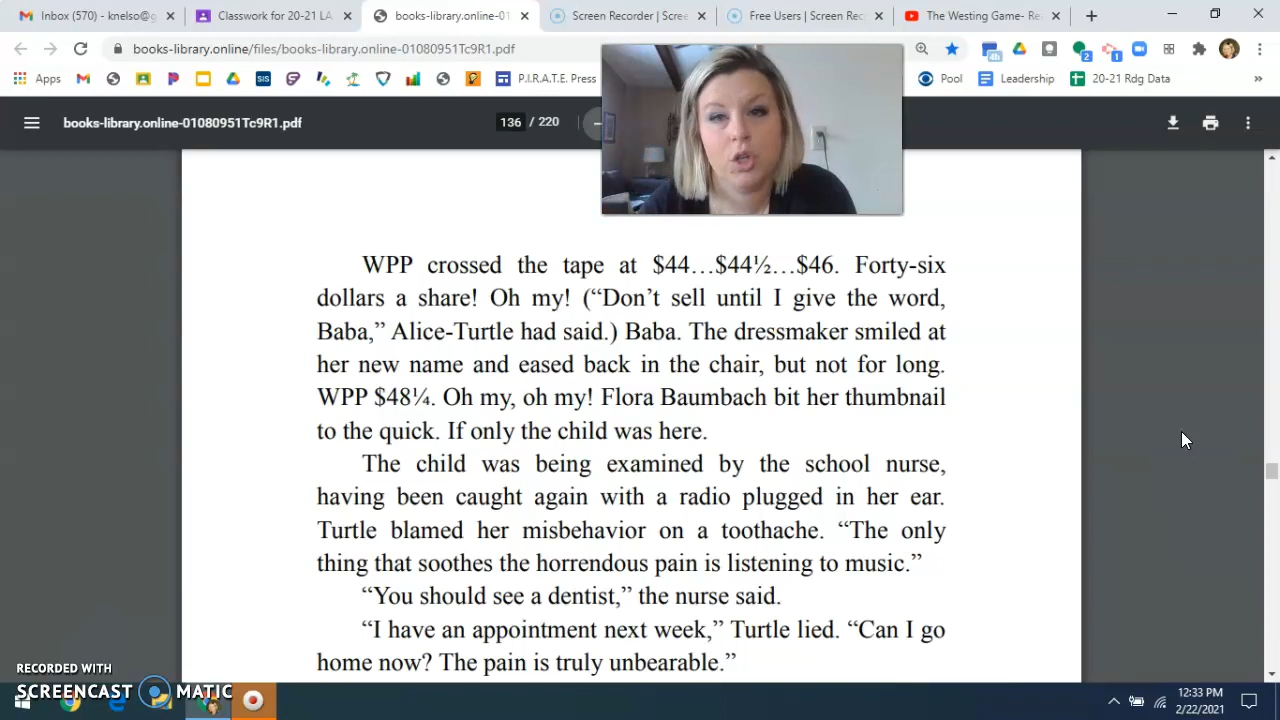 Inbox (570) - knelso@g
Classwork for 20-21 LA
books-library.online-01
Screen Recorder | Scre
Free Users | Screen Rec
The Westing Game- Re
books-library.online/files/books-library.online-01080951Tc9R1.pdf
Apps
SIS
P.I.R.A.T.E. Press
Pool
Leadership
20-21 Rdg Data
books-library.online-01080951Tc9R1.pdf
136 / 220
WPP crossed the tape at $44…$44½…$46. Forty-six
dollars a share! Oh my! (“Don’t sell until I give the word,
Baba,” Alice-Turtle had said.) Baba. The dressmaker smiled at
her new name and eased back in the chair, but not for long.
WPP $48¼. Oh my, oh my! Flora Baumbach bit her thumbnail
to the quick. If only the child was here.
The child was being examined by the school nurse,
having been caught again with a radio plugged in her ear.
Turtle blamed her misbehavior on a toothache. “The only
thing that soothes the horrendous pain is listening to music.”
“You should see a dentist,” the nurse said.
“I have an appointment next week,” Turtle lied. “Can I go
home now? The pain is truly unbearable.”
RECORDED WITH
SCREENCAST MATIC
12:33 PM
2/22/2021